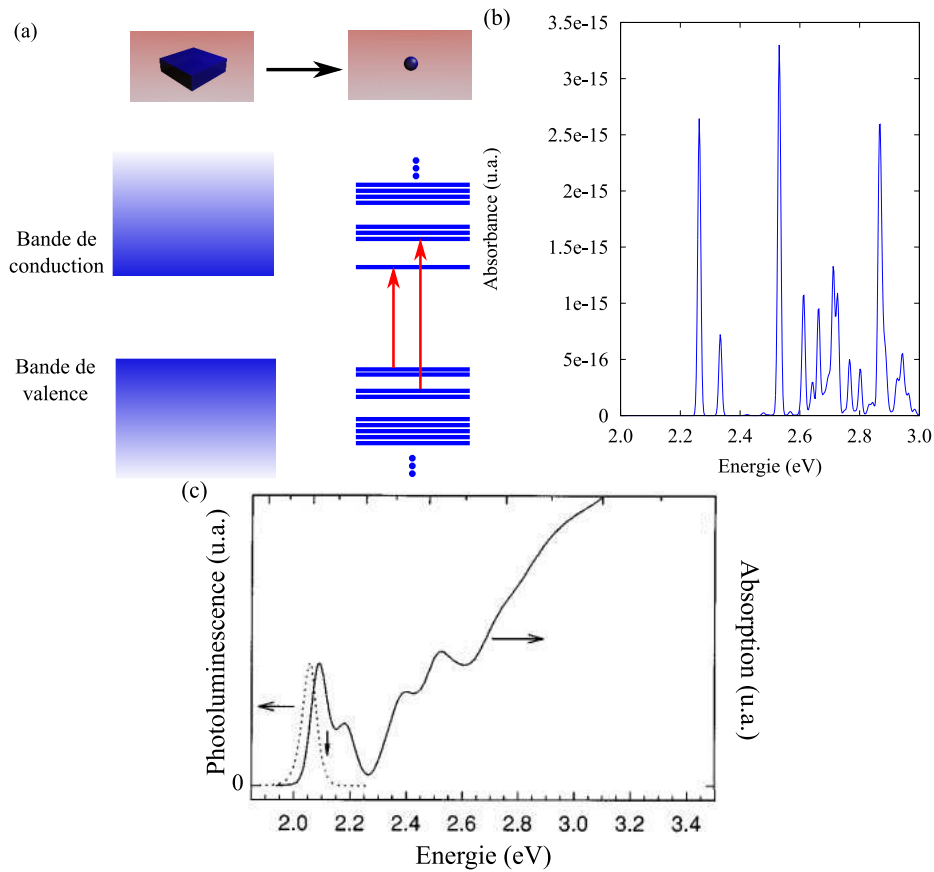 (a)
Bande de
conduction
Bande de
valence
(b)
Absorbance (u.a.)
3.5e-15
3e-15
2.5e-15
2e-15
1.5e-15
1e-15
5e-16
0
2.0 2.2 2.4 2.6 2.8 3.0
Energie (eV)
(c)
Photoluminescence (u.a.)
0
Absorption (u.a.)
2.0 2.2 2.4 2.6 2.8 3.0 3.2 3.4
Energie (eV)